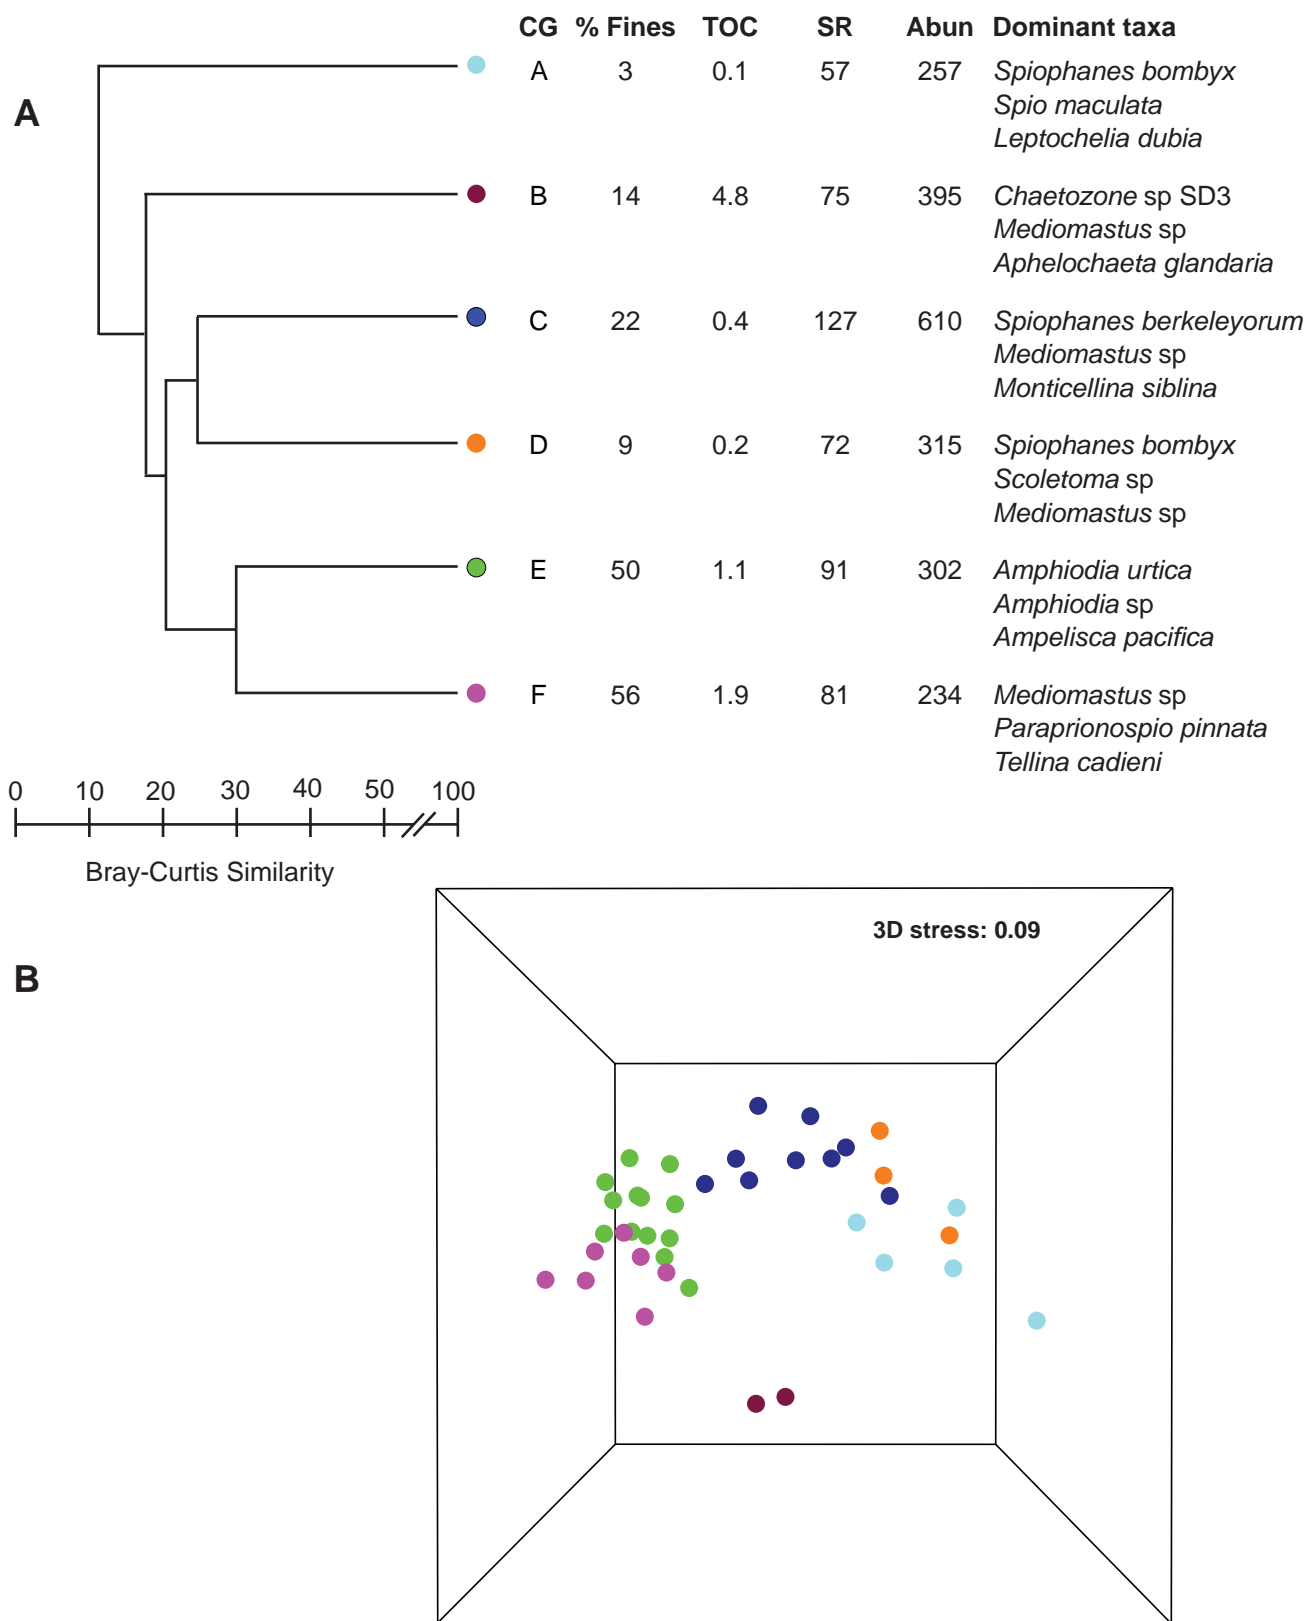 CG % Fines TOC SR Abun Dominant taxa
A 3 0.1 57 257 Spiophanes bombyx
A
Spio maculata
Leptochelia dubia
B 14 4.8 75 395 Chaetozone sp SD3
Mediomastus sp
Aphelochaeta glandaria
C 22 0.4 127 610 Spiophanes berkeleyorum
Mediomastus sp
Monticellina siblina
D 9 0.2 72 315 Spiophanes bombyx
Scoletoma sp
Mediomastus sp
E 50 1.1 91 302 Amphiodia urtica
Amphiodia sp
Ampelisca pacifica
F 56 1.9 81 234 Mediomastus sp
Paraprionospio pinnata
Tellina cadieni
0 10 20 30 40 50 100
Bray-Curtis Similarity
3D stress: 0.09
B